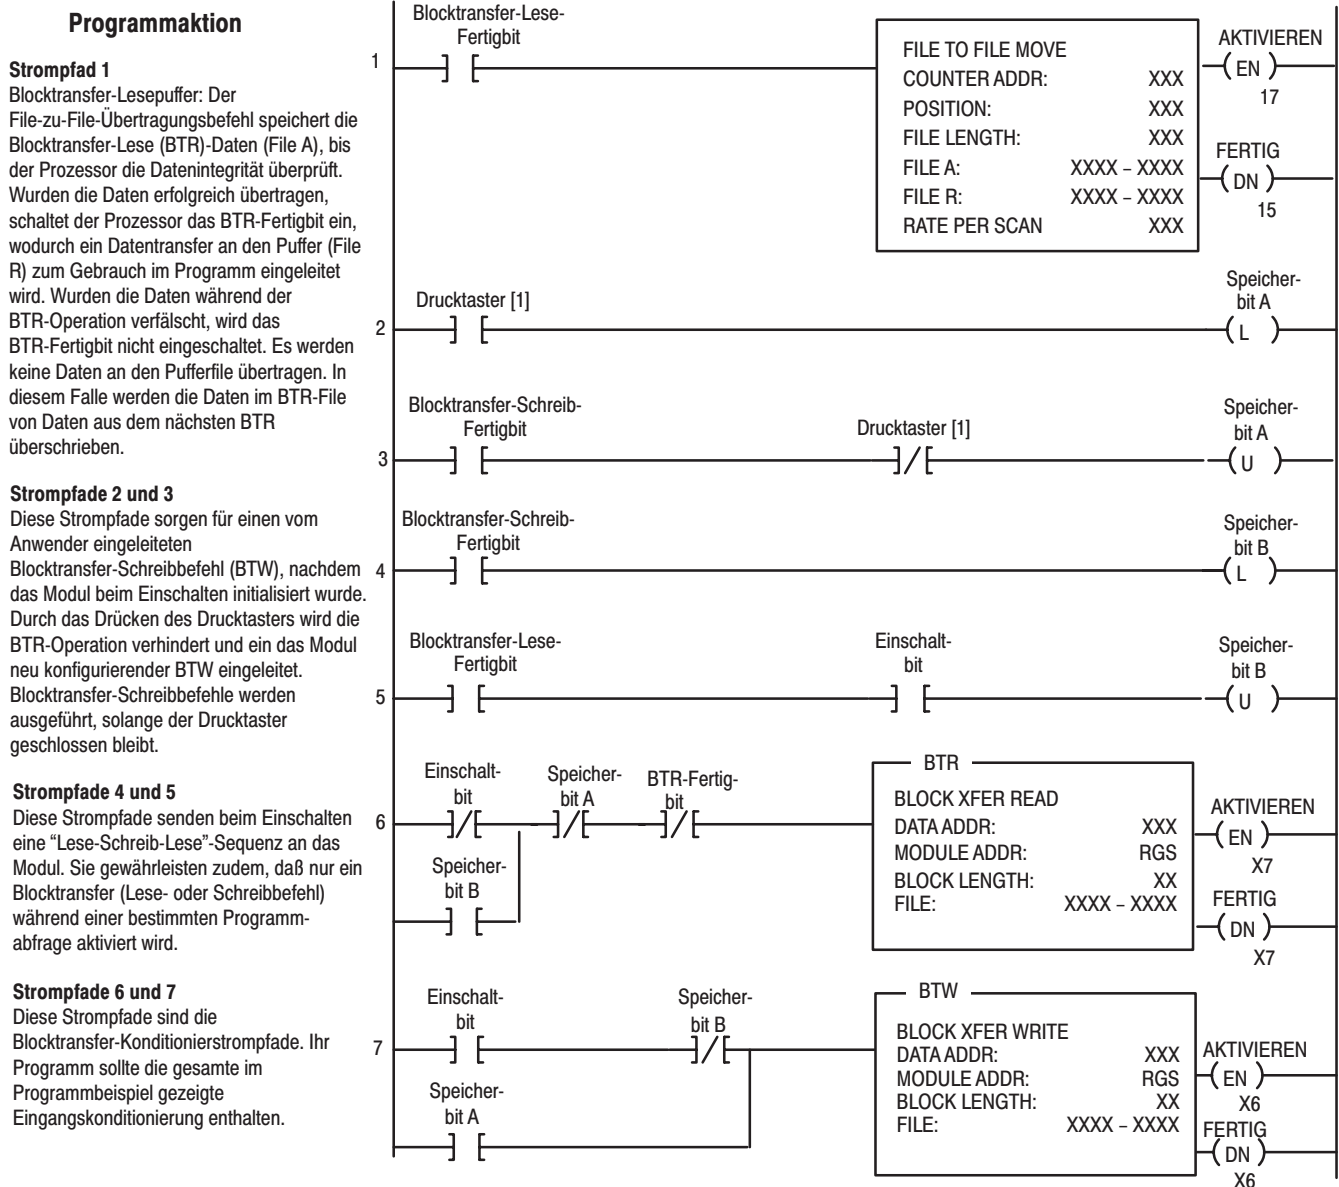 Programmaktion
Strompfad 1
Blocktransfer-Lesepuffer: Der
File-zu-File-Übertragungsbefehl speichert die
Blocktransfer-Lese (BTR)-Daten (File A), bis
der Prozessor die Datenintegrität überprüft.
Wurden die Daten erfolgreich übertragen,
schaltet der Prozessor das BTR-Fertigbit ein,
wodurch ein Datentransfer an den Puffer (File
R) zum Gebrauch im Programm eingeleitet
wird. Wurden die Daten während der
BTR-Operation verfälscht, wird das
BTR-Fertigbit nicht eingeschaltet. Es werden
keine Daten an den Pufferfile übertragen. In
diesem Falle werden die Daten im BTR-File
von Daten aus dem nächsten BTR
überschrieben.
Strompfade 2 und 3
Diese Strompfade sorgen für einen vom
Anwender eingeleiteten
Blocktransfer-Schreibbefehl (BTW), nachdem
das Modul beim Einschalten initialisiert wurde.
Durch das Drücken des Drucktasters wird die
BTR-Operation verhindert und ein das Modul
neu konfigurierender BTW eingeleitet.
Blocktransfer-Schreibbefehle werden
ausgeführt, solange der Drucktaster
geschlossen bleibt.
Strompfade 4 und 5
Diese Strompfade senden beim Einschalten
eine “Lese-Schreib-Lese”-Sequenz an das
Modul. Sie gewährleisten zudem, daß nur ein
Blocktransfer (Lese- oder Schreibbefehl)
während einer bestimmten Programm-
abfrage aktiviert wird.
Strompfade 6 und 7
Diese Strompfade sind die
Blocktransfer-Konditionierstrompfade. Ihr
Programm sollte die gesamte im
Programmbeispiel gezeigte
Eingangskonditionierung enthalten.
Blocktransfer-Lese-
Fertigbit
1
FILE TO FILE MOVE
COUNTER ADDR: XXX
POSITION: XXX
FILE LENGTH: XXX
FILE A: XXXX – XXXX
FILE R: XXXX – XXXX
RATE PER SCAN XXX
AKTIVIEREN
EN
17
FERTIG
DN
15
Drucktaster [1]
2
Speicher-
bit A
L
Blocktransfer-Schreib-
Fertigbit
3
Drucktaster [1]
Speicher-
bit A
U
Blocktransfer-Schreib-
Fertigbit
4
Speicher-
bit B
L
Blocktransfer-Lese-
Fertigbit
5
Einschalt-
bit
Speicher-
bit B
U
Einschalt-
bit
6
Speicher-
bit A
BTR-Fertig-
bit
Speicher-
bit B
BTR
BLOCK XFER READ
DATA ADDR: XXX
MODULE ADDR: RGS
BLOCK LENGTH: XX
FILE: XXXX – XXXX
AKTIVIEREN
EN
X7
FERTIG
DN
X7
Einschalt-
bit
7
Speicher-
bit B
Speicher-
bit A
BTW
BLOCK XFER WRITE
DATA ADDR: XXX
MODULE ADDR: RGS
BLOCK LENGTH: XX
FILE: XXXX – XXXX
AKTIVIEREN
EN
X6
FERTIG
DN
X6